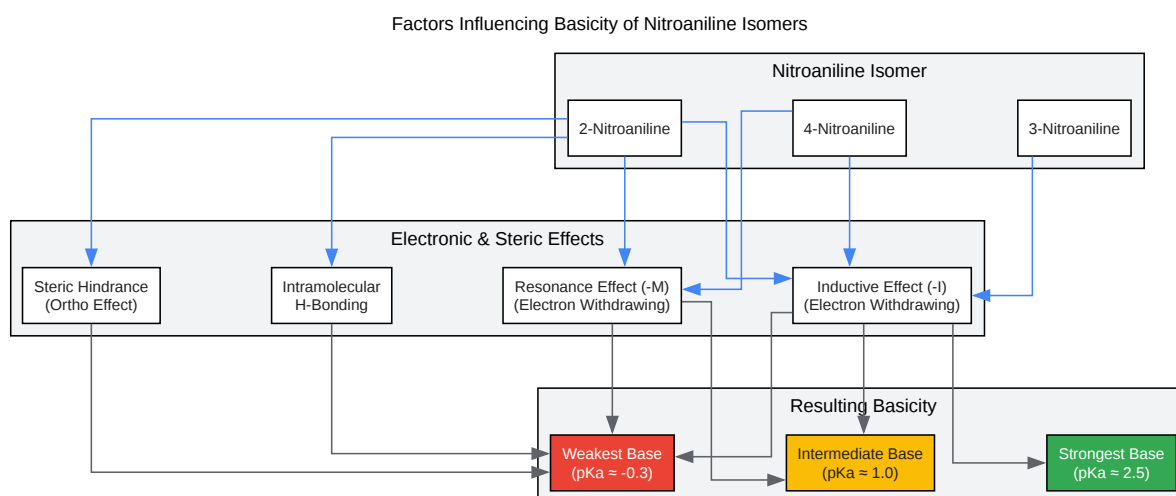 Factors Influencing Basicity of Nitroaniline Isomers
Nitroaniline Isomer
2-Nitroaniline
4-Nitroaniline
3-Nitroaniline
Electronic & Steric Effects
Steric Hindrance
(Ortho Effect)
Intramolecular
H-Bonding
Resonance Effect (-M)
(Electron Withdrawing)
Inductive Effect (-I)
(Electron Withdrawing)
Resulting Basicity
Weakest Base
(pKa ≈ -0.3)
Intermediate Base
(pKa ≈ 1.0)
Strongest Base
(pKa ≈ 2.5)